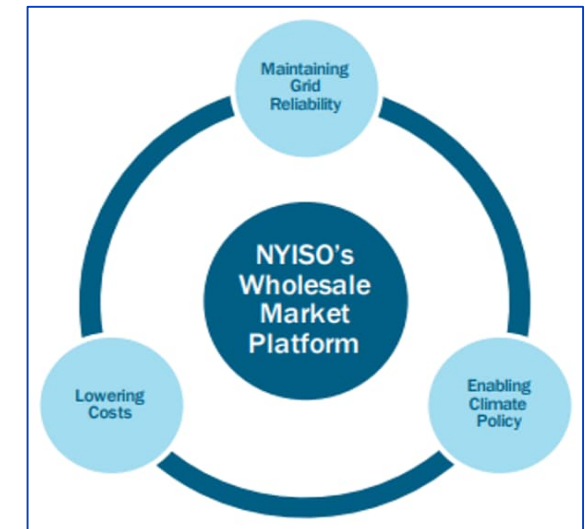 Maintaining
Grid
Reliability
NYISO's
Wholesale
Market
Platform
Lowering
Costs
Enabling
Climate
Policy